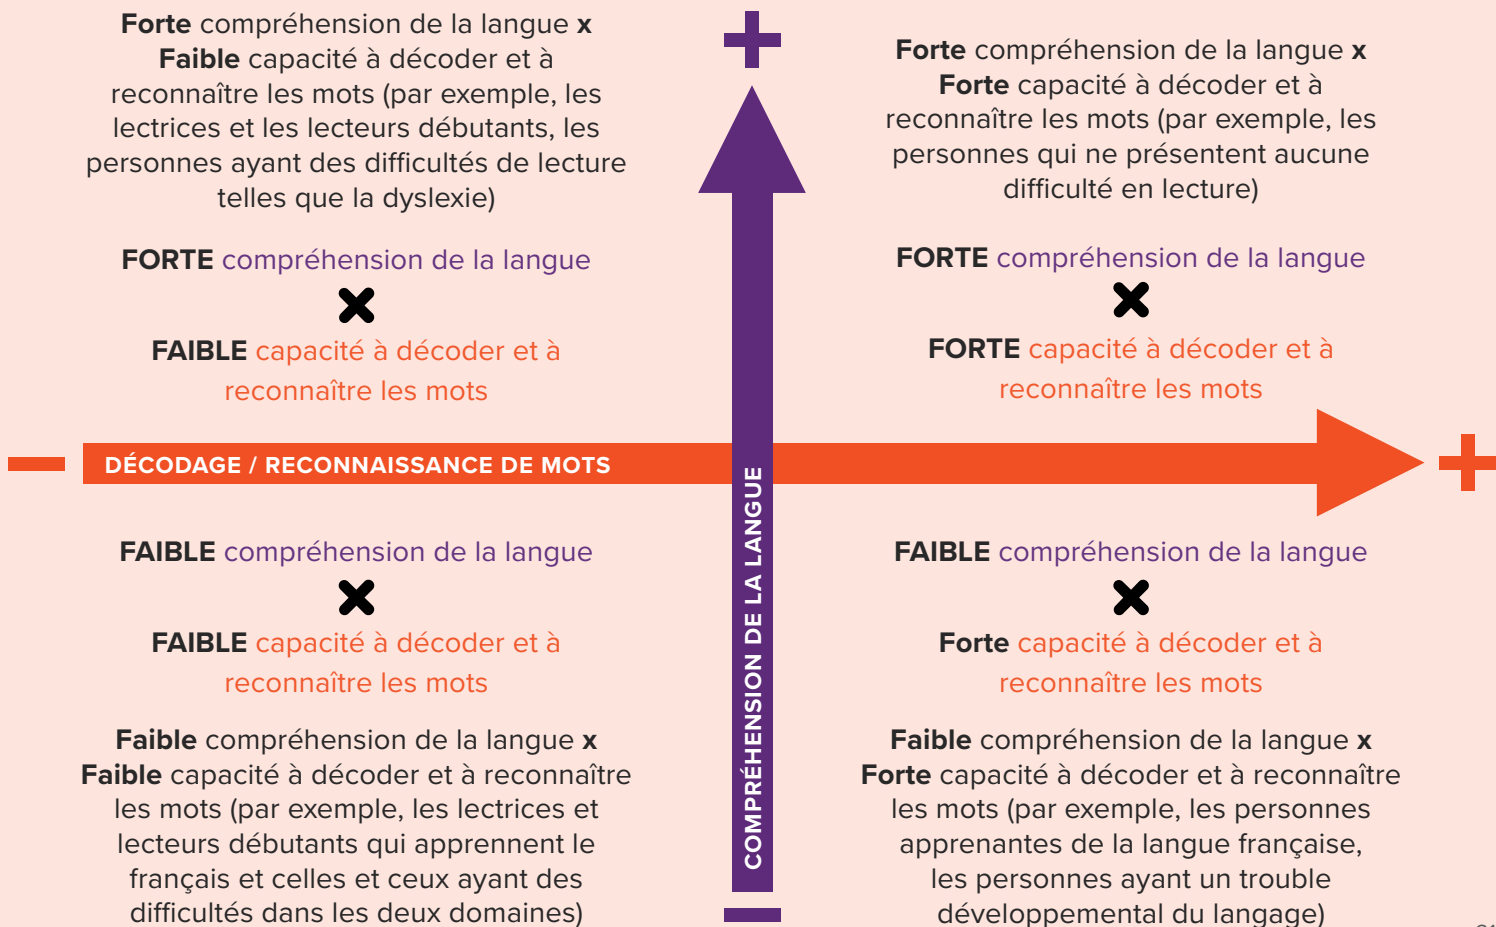 Forte compréhension de la langue x
Faible capacité à décoder et à
reconnaître les mots (par exemple, les
lectrices et les lecteurs débutants, les
personnes ayant des difficultés de lecture
telles que la dyslexie)
FORTE compréhension de la langue
FAIBLE capacité à décoder et à
reconnaître les mots
Forte compréhension de la langue x
Forte capacité à décoder et à
reconnaître les mots (par exemple, les
personnes qui ne présentent aucune
difficulté en lecture)
FORTE compréhension de la langue
FORTE capacité à décoder et à
reconnaître les mots
DÉCODAGE / RECONNAISSANCE DE MOTS
COMPRÉHENSION DE LA LANGUE
FAIBLE compréhension de la langue
FAIBLE capacité à décoder et à
reconnaître les mots
Faible compréhension de la langue x
Faible capacité à décoder et à reconnaître
les mots (par exemple, les lectrices et
lecteurs débutants qui apprennent le
français et celles et ceux ayant des
difficultés dans les deux domaines)
FAIBLE compréhension de la langue
Forte capacité à décoder et à
reconnaître les mots
Faible compréhension de la langue x
Forte capacité à décoder et à reconnaître
les mots (par exemple, les personnes
apprenantes de la langue française,
les personnes ayant un trouble
développemental du langage)